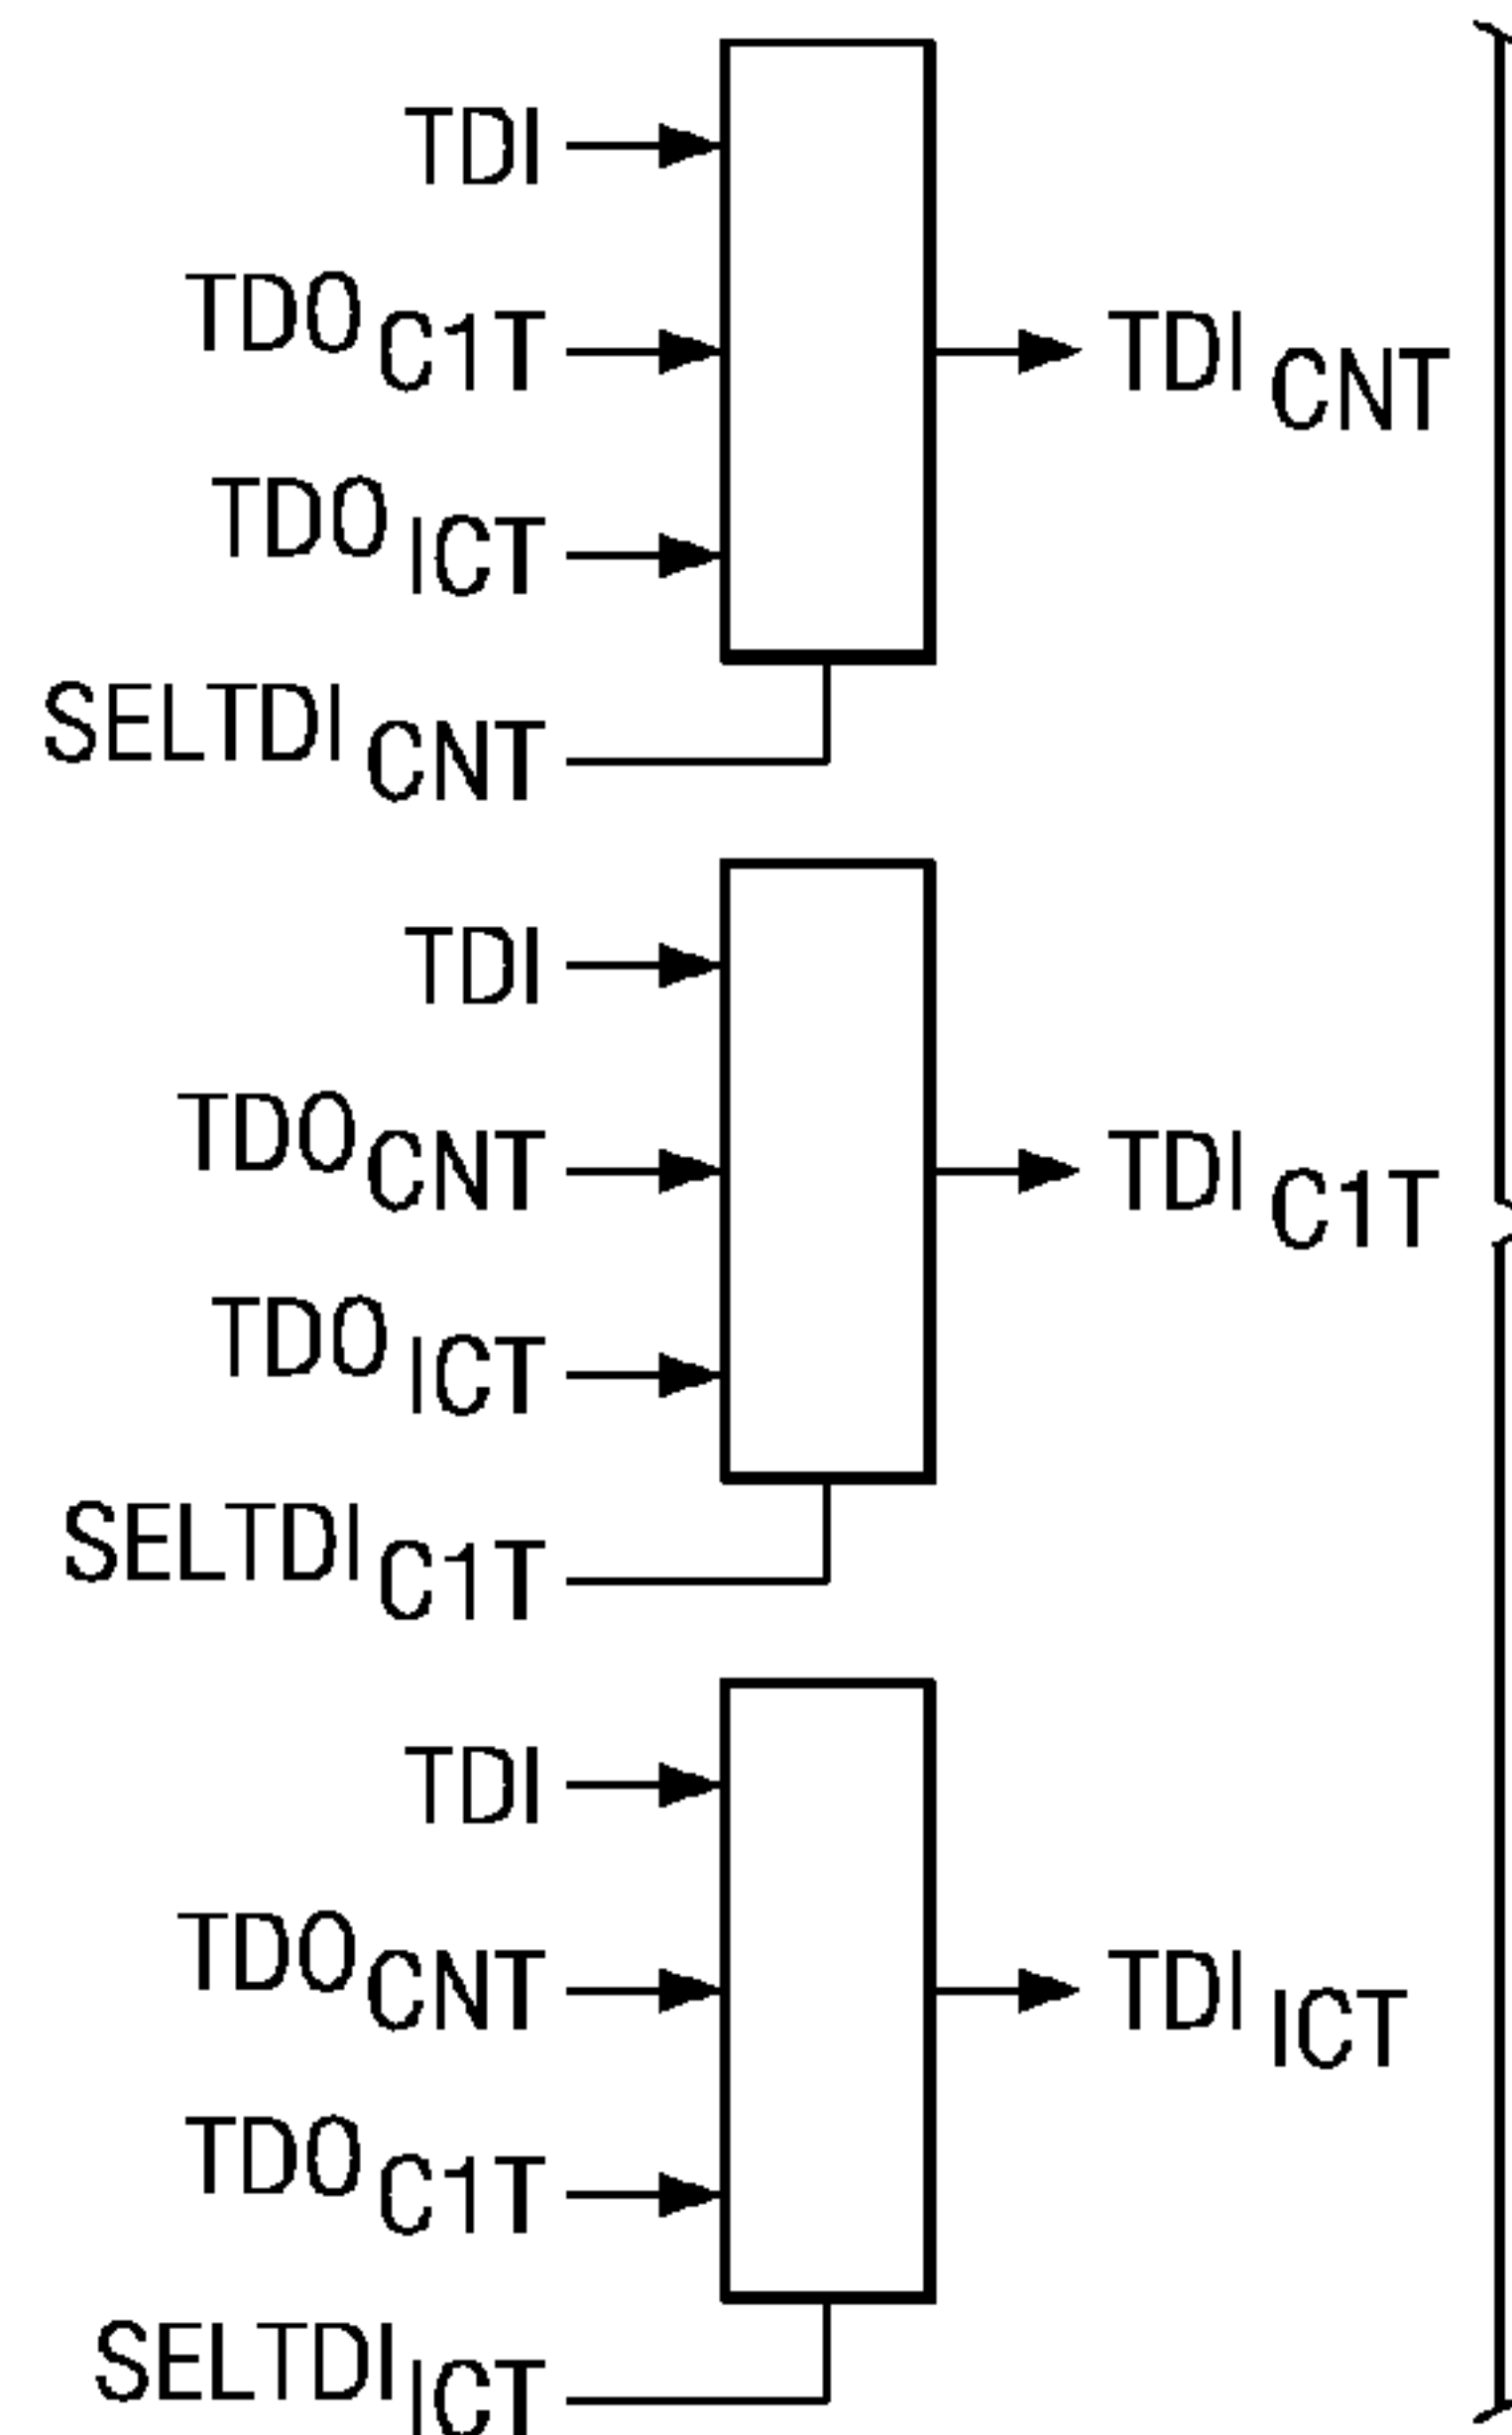 TDI
TDO C1T
TDI CNT
TDO ICT
SELTDI CNT
TDI
TDO CNT
TDI C1T
TDO ICT
SELTDI C1T
TDI
TDO CNT
TDI ICT
TDO C1T
SELTDI ICT